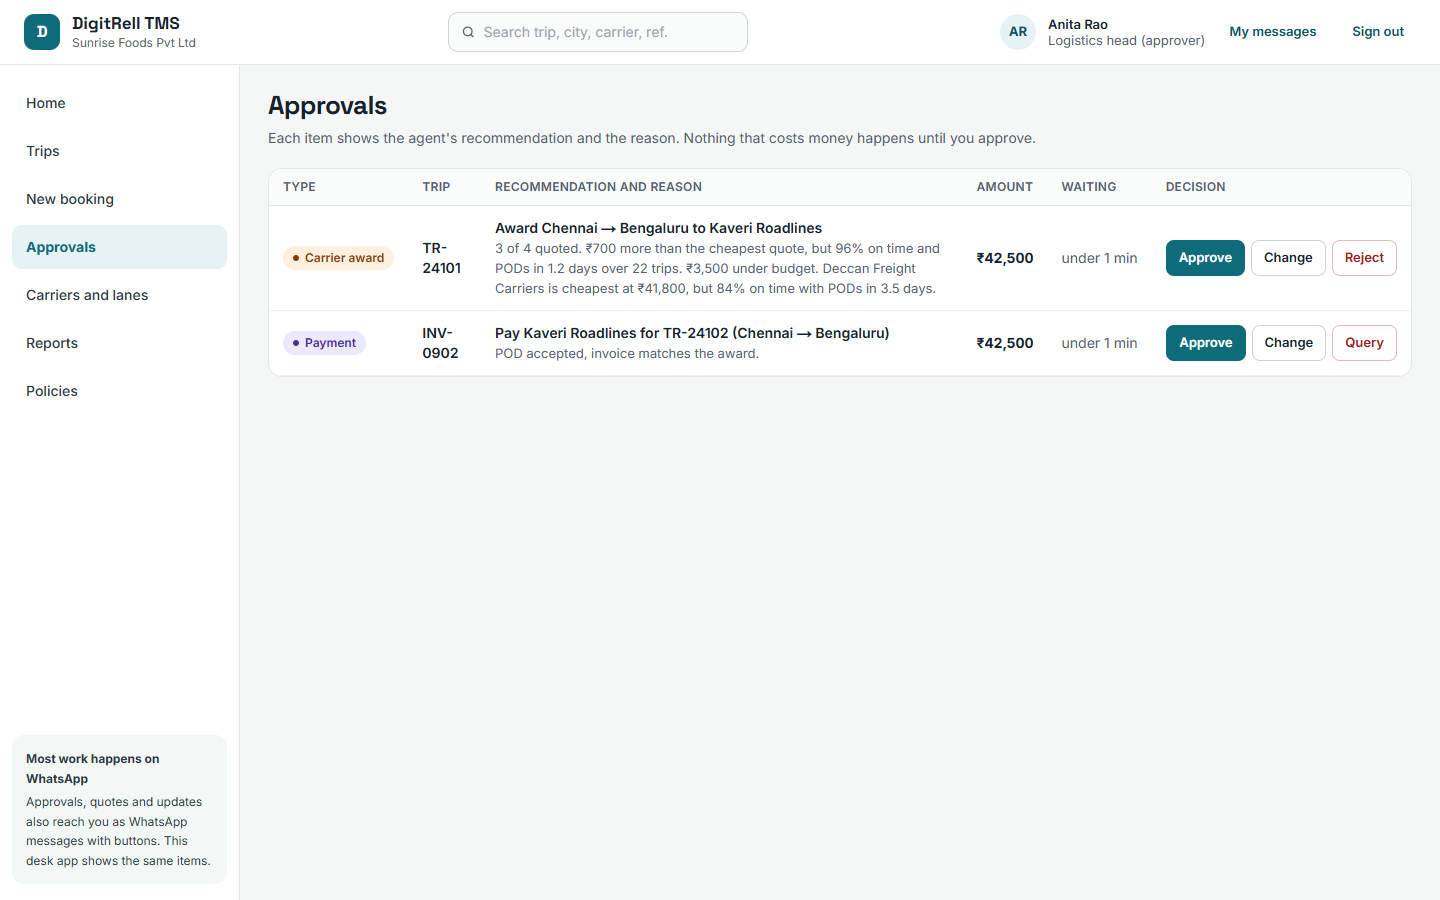 D
DigitRell TMS
Sunrise Foods Pvt Ltd
Search trip, city, carrier, ref.
AR
Anita Rao
Logistics head (approver)
My messages
Sign out
Home
Trips
New booking
Approvals
Carriers and lanes
Reports
Policies
Most work happens on
WhatsApp
Approvals, quotes and updates
also reach you as WhatsApp
messages with buttons. This
desk app shows the same items.
Approvals
Each item shows the agent's recommendation and the reason. Nothing that costs money happens until you approve.
TYPE TRIP RECOMMENDATION AND REASON AMOUNT WAITING DECISION
Carrier award
TR-
24101
Award Chennai → Bengaluru to Kaveri Roadlines
3 of 4 quoted. ₹700 more than the cheapest quote, but 96% on time and
PODs in 1.2 days over 22 trips. ₹3,500 under budget. Deccan Freight
Carriers is cheapest at ₹41,800, but 84% on time with PODs in 3.5 days.
₹42,500
under 1 min
Approve Change Reject
Payment
INV-
0902
Pay Kaveri Roadlines for TR-24102 (Chennai → Bengaluru)
POD accepted, invoice matches the award.
₹42,500
under 1 min
Approve Change Query